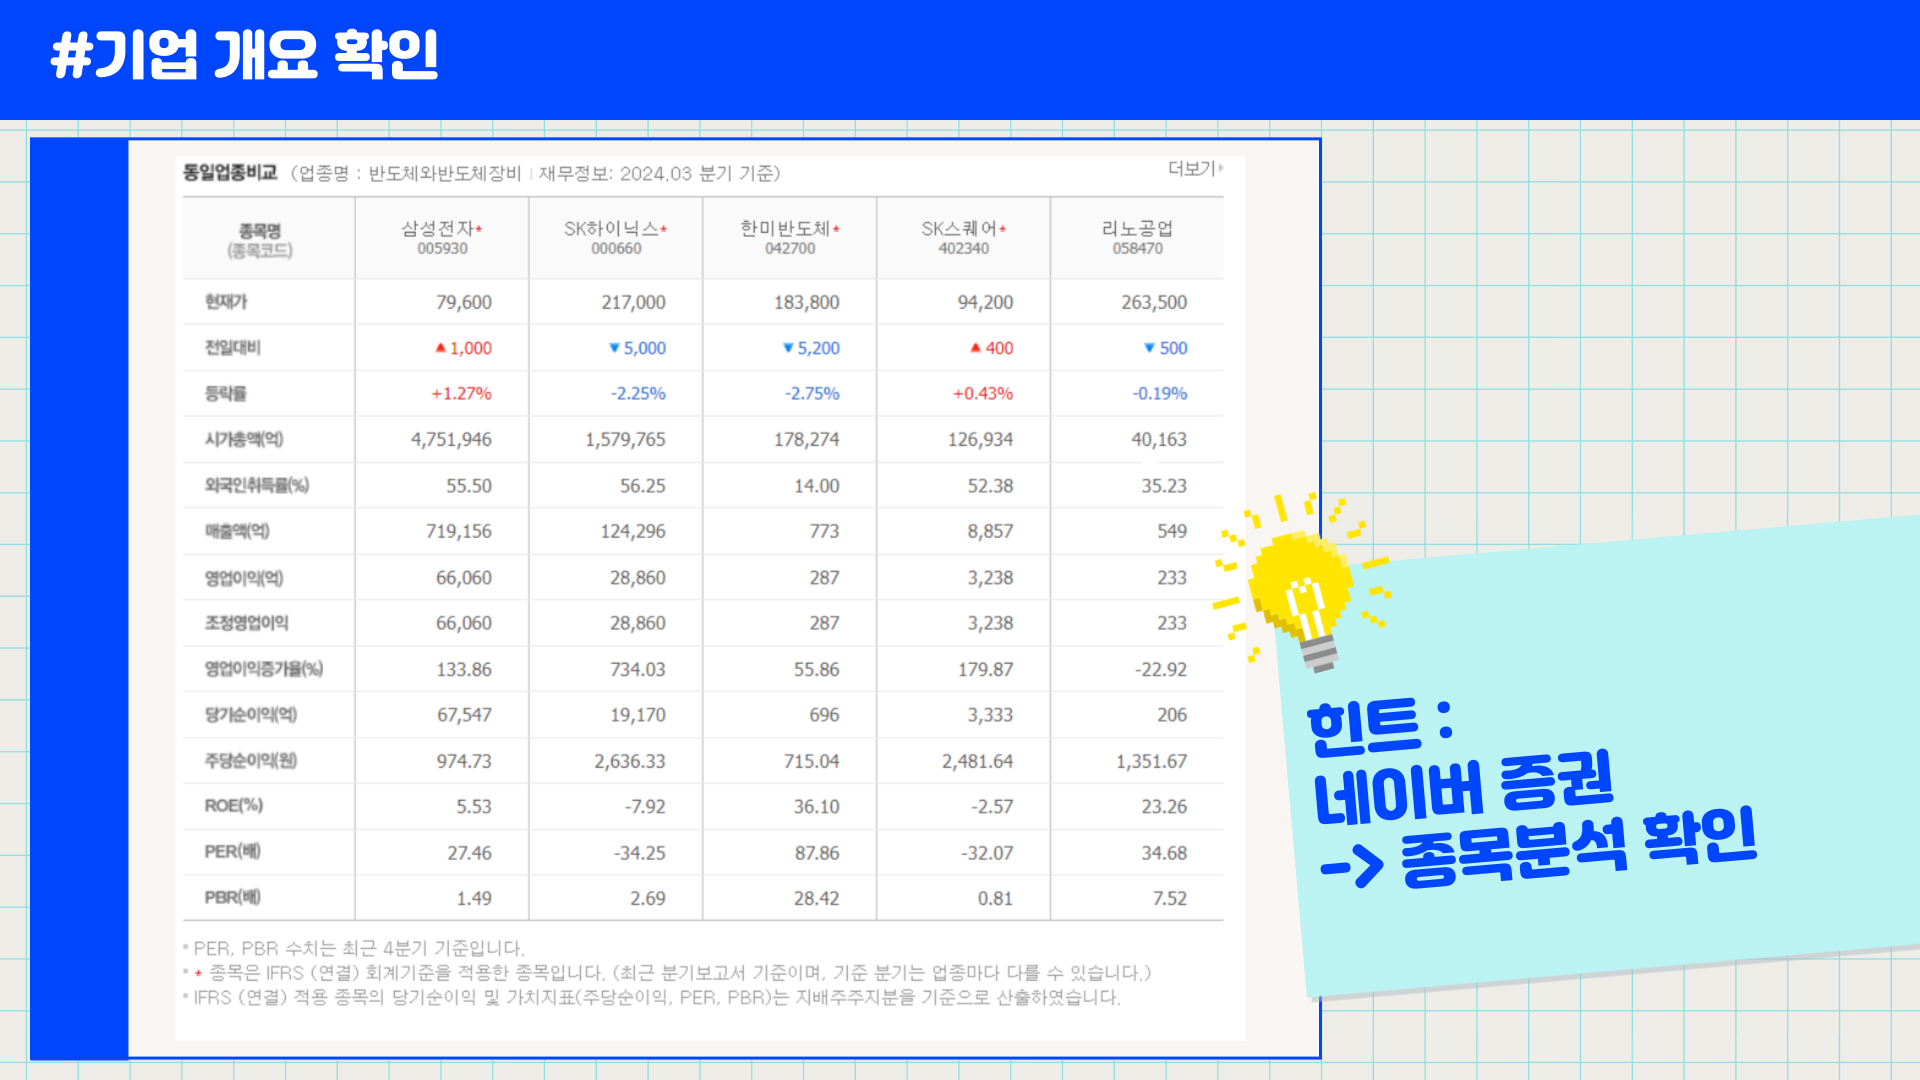 #기업 개요 확인
동일업종비교 (업종명 : 반도체와반도체장비 | 재무정보: 2024.03 분기 기준)
더보기
종목명 삼성전자* SK하이닉스* 한미반도체* SK스퀘어* 리노공업
(종목코드) 005930 000660 042700 402340 058470
현재가 79,600 217,000 183,800 94,200 263,500
전일대비 ▲1,000 ▼5,000 ▼5,200 ▲400 ▼500
등락률 +1.27% -2.25% -2.75% +0.43% -0.19%
시가총액(억) 4,751,946 1,579,765 178,274 126,934 40,163
외국인취득률(%) 55.50 56.25 14.00 52.38 35.23
매출액(억) 719,156 124,296 773 8,857 549
영업이익(억) 66,060 28,860 287 3,238 233
조정영업이익 66,060 28,860 287 3,238 233
영업이익증가율(%) 133.86 734.03 55.86 179.87 -22.92
당기순이익(억) 67,547 19,170 696 3,333 206
주당순이익(원) 974.73 2,636.33 715.04 2,481.64 1,351.67
ROE(%) 5.53 -7.92 36.10 -2.57 23.26
PER(배) 27.46 -34.25 87.86 -32.07 34.68
PBR(배) 1.49 2.69 28.42 0.81 7.52
* PER, PBR 수치는 최근 4분기 기준입니다.
* * 종목은 IFRS (연결) 회계기준을 적용한 종목입니다. (최근 분기보고서 기준이며, 기준 분기는 업종마다 다를 수 있습니다.)
* IFRS (연결) 적용 종목의 당기순이익 및 가치지표(주당순이익, PER, PBR)는 지배주주지분을 기준으로 산출하였습니다.
힌트 :
네이버 증권
-> 종목분석 확인